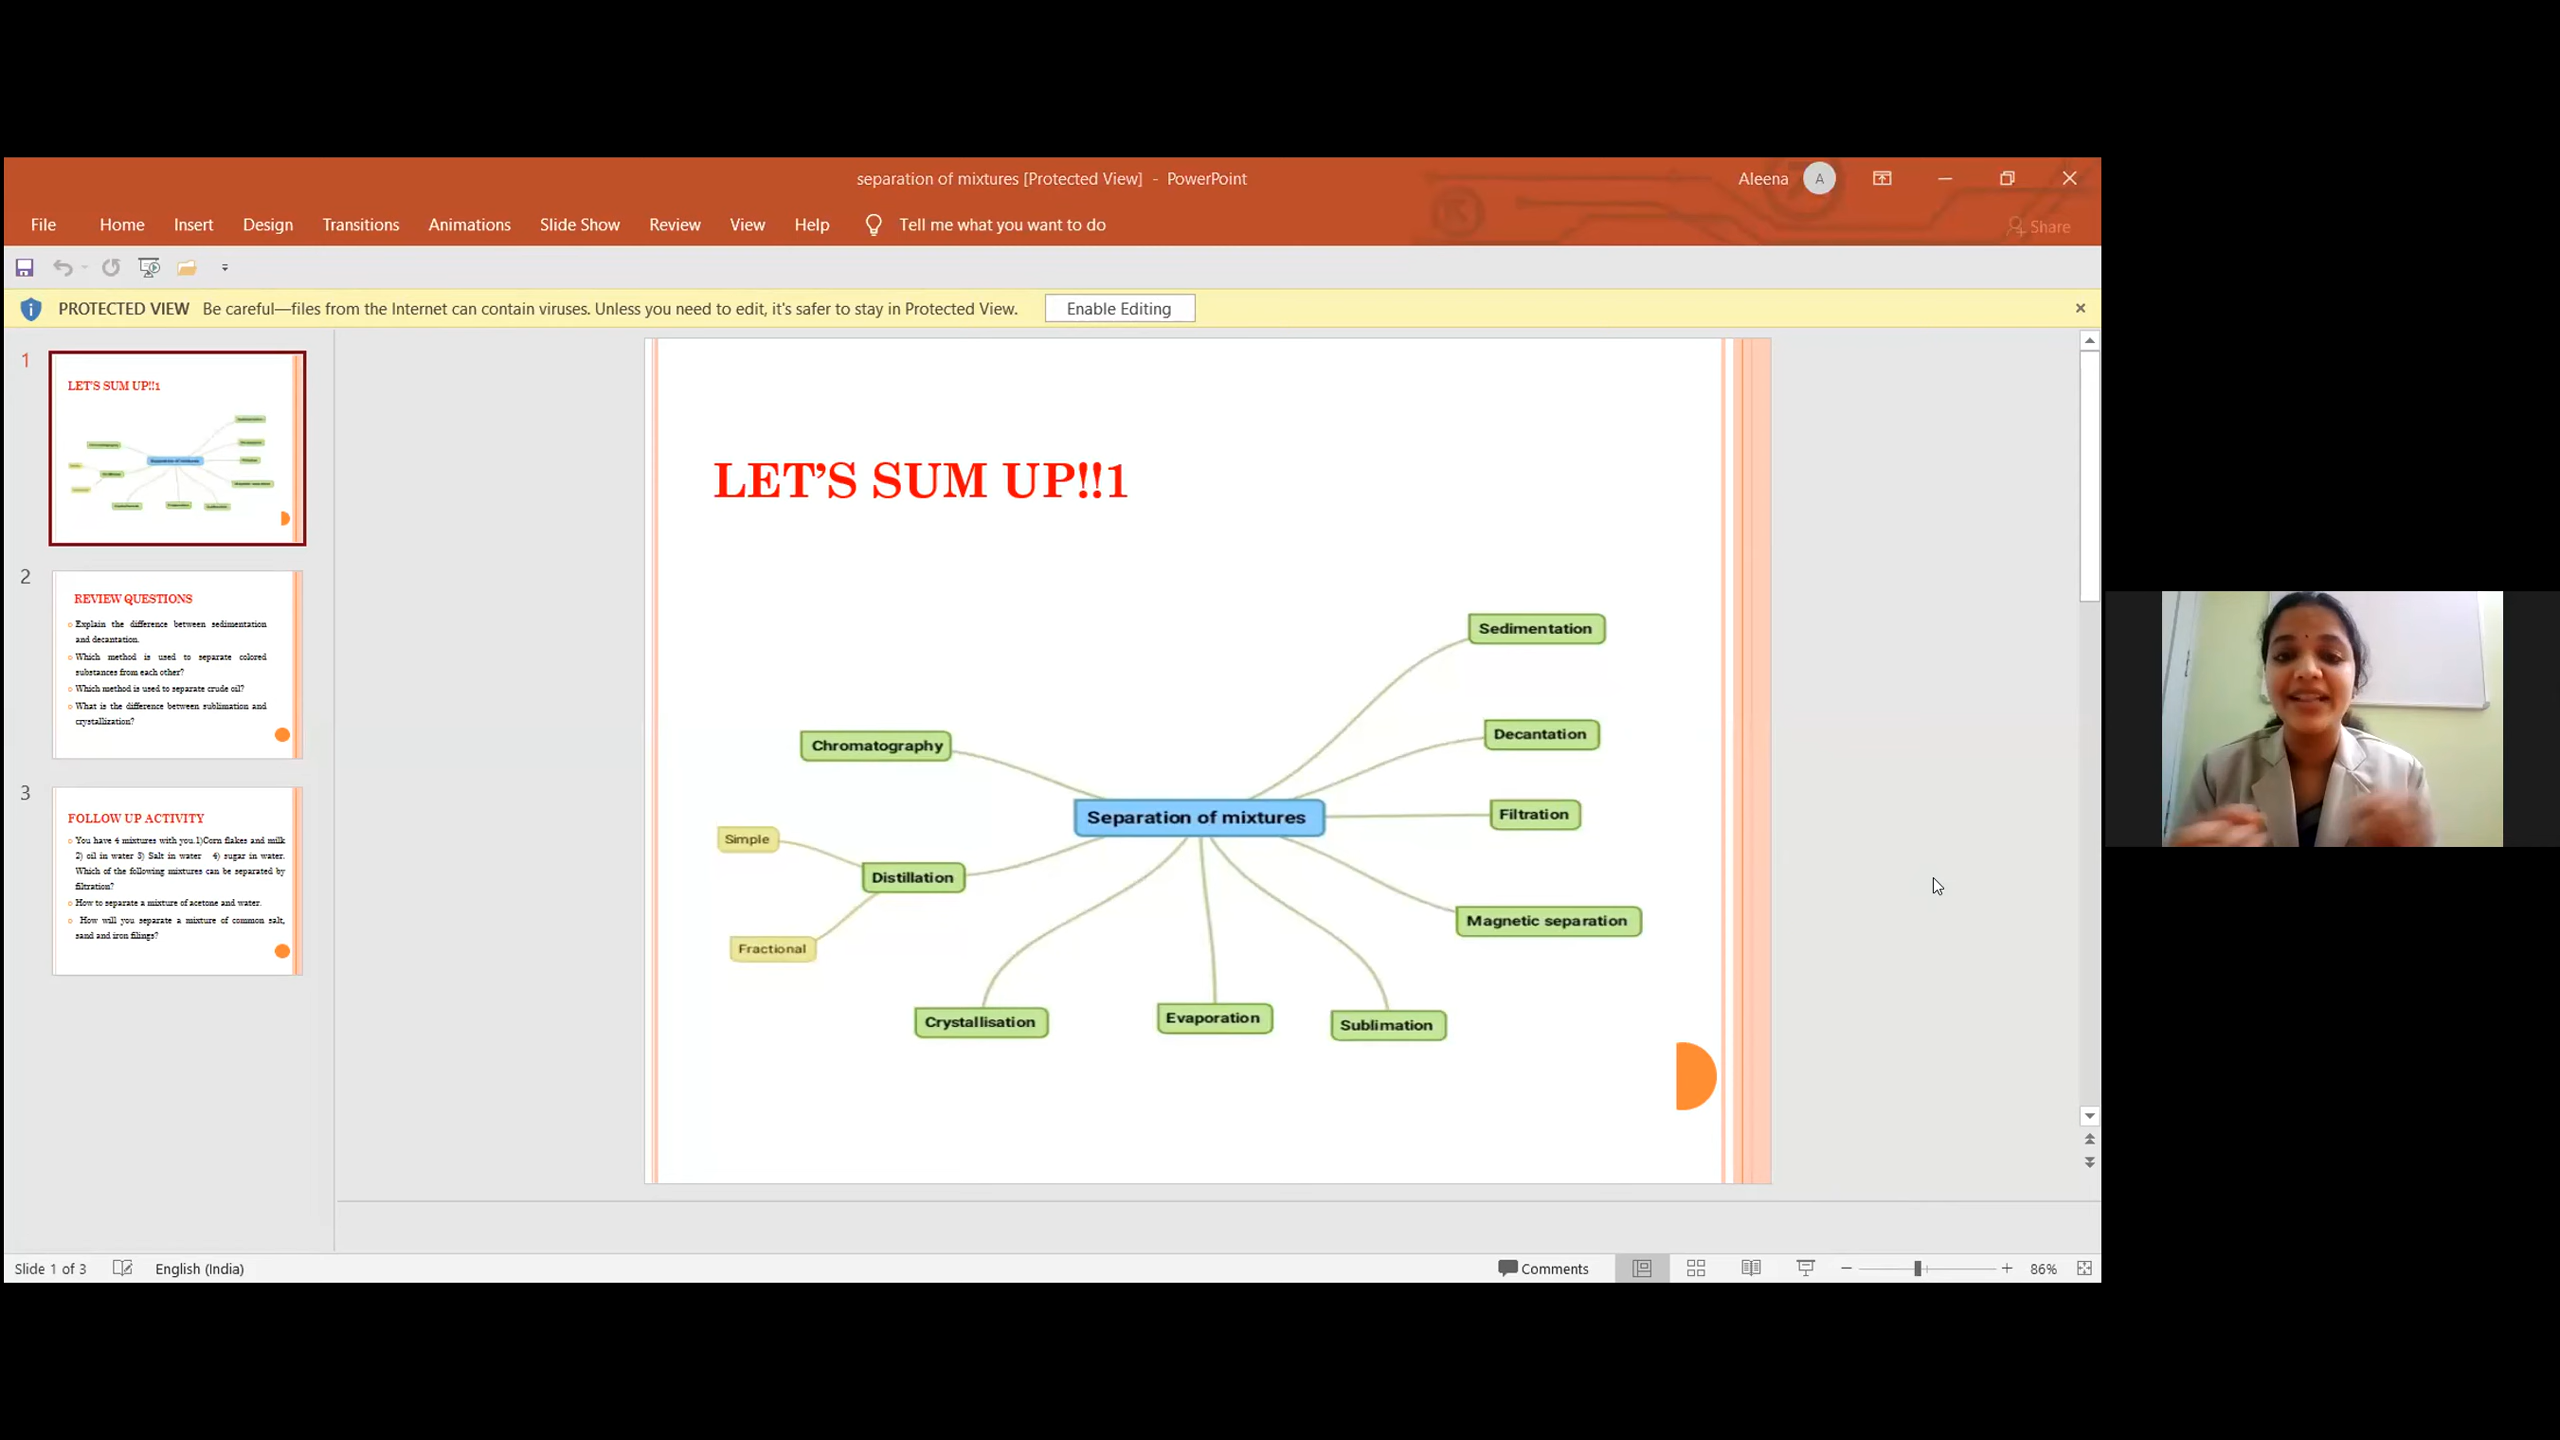 separation of mixtures [Protected View] - PowerPoint
Aleena A
File Home Insert Design Transitions Animations Slide Show Review View Help Tell me what you want to do
Share
PROTECTED VIEW Be careful—files from the Internet can contain viruses. Unless you need to edit, it's safer to stay in Protected View. Enable Editing
1
LET'S SUM UP!!1
2
REVIEW QUESTIONS
Explain the difference between sedimentation
and decantation.
Which method is used to separate colored
substances from each other?
Which method is used to separate crude oil?
What is the difference between sublimation and
crystallization?
3
FOLLOW UP ACTIVITY
You have 4 mixtures with you.1)Corn flakes and milk
2) oil in water 3) Salt in water 4) sugar in water.
Which of the following mixtures can be separated by
filtration?
How to separate a mixture of acetone and water.
How will you separate a mixture of common salt,
sand and iron filings?
LET’S SUM UP!!1
Sedimentation
Decantation
Chromatography
Filtration
Separation of mixtures
Simple
Distillation
Magnetic separation
Fractional
Crystallisation
Evaporation
Sublimation
Slide 1 of 3 English (India) Comments 86%